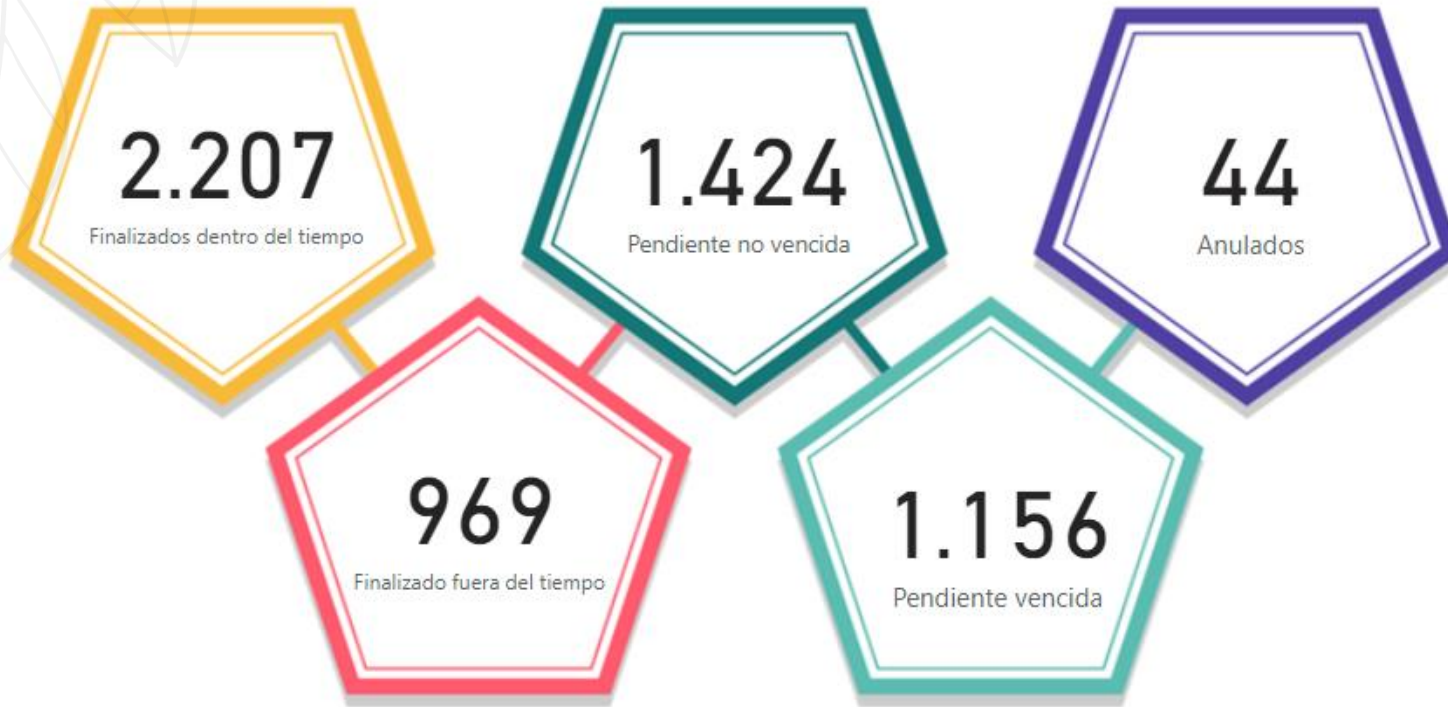 2.207
Finalizados dentro del tiempo
1.424
Pendiente no vencida
44
Anulados
969
Finalizado fuera del tiempo
1.156
Pendiente vencida